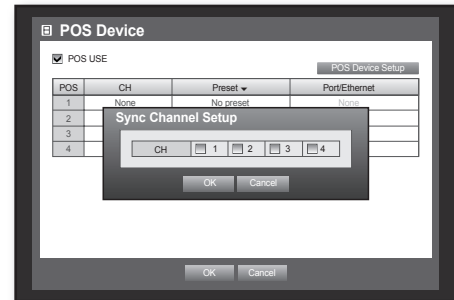 POS Device
POS USE
POS Device Setup
POS CH Preset Port/Ethernet
1 None No preset None
2
3
4
Sync Channel Setup
CH 1 2 3 4
OK Cancel
OK Cancel